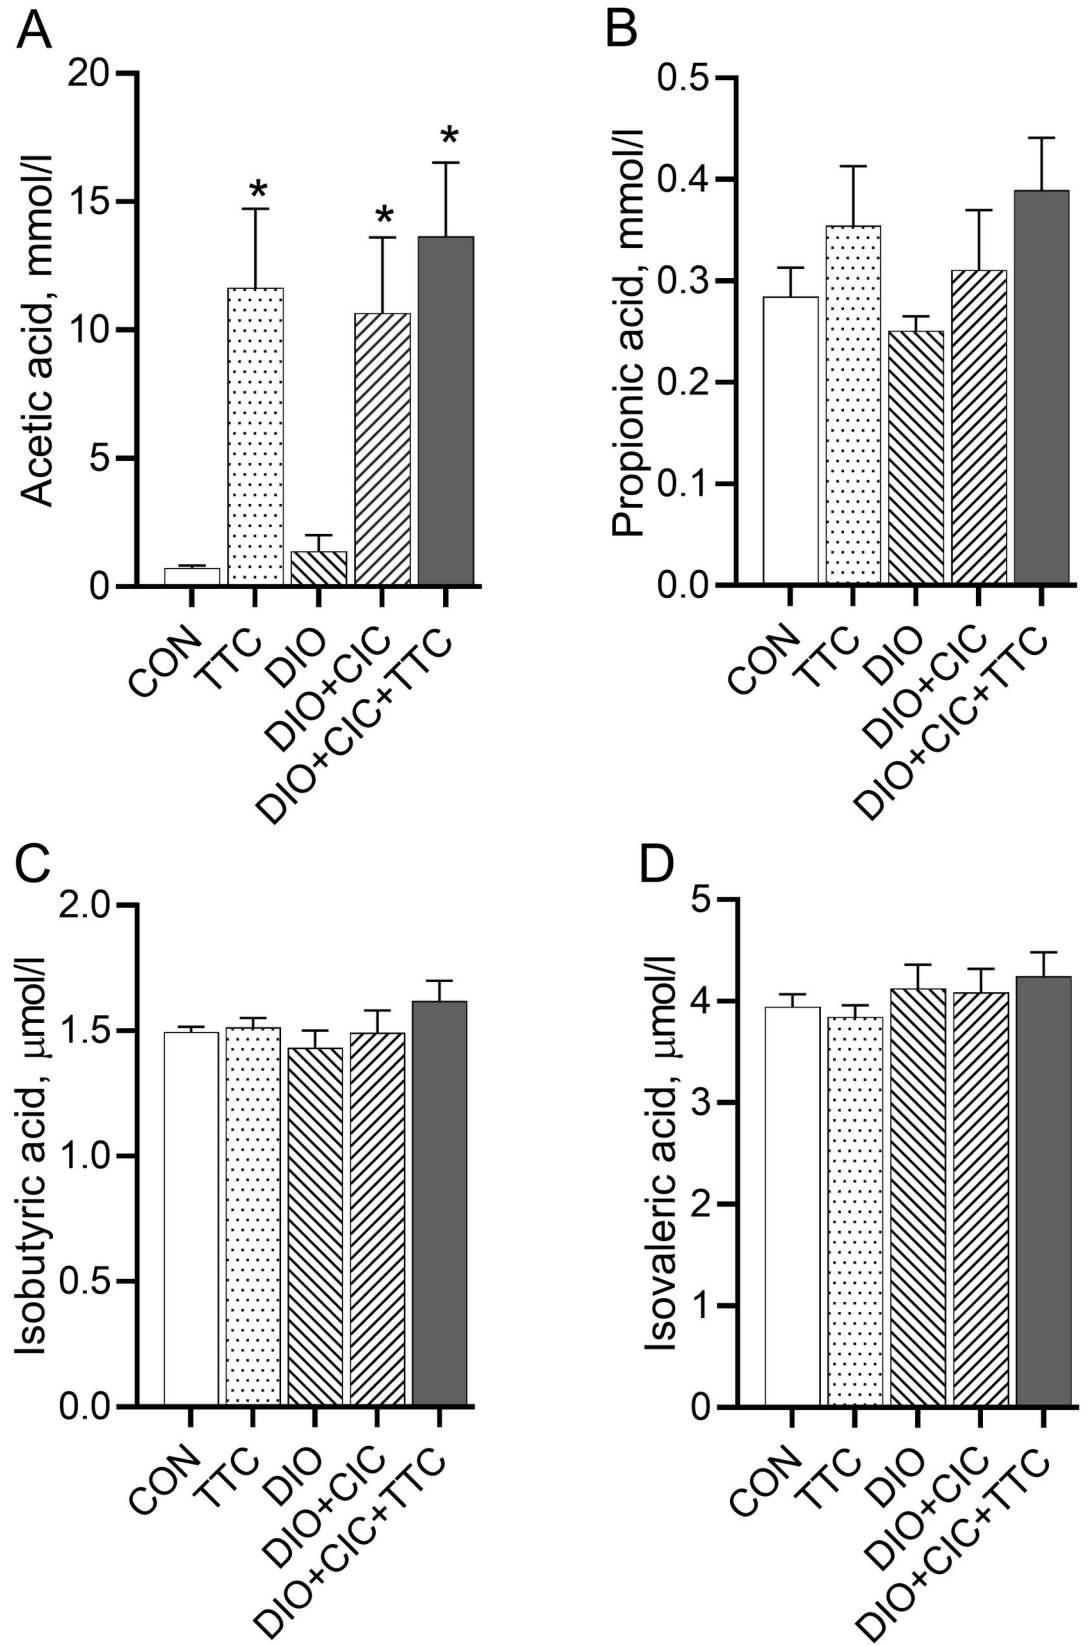 A
Acetic acid, mmol/l
20
15
10
5
0
*
*
*
CON
TTC
DIO
DIO+CIC
DIO+CIC+TTC
B
Propionic acid, mmol/l
0.5
0.4
0.3
0.2
0.1
0.0
CON
TTC
DIO
DIO+CIC
DIO+CIC+TTC
C
Isobutyric acid, μmol/l
2.0
1.5
1.0
0.5
0.0
CON
TTC
DIO
DIO+CIC
DIO+CIC+TTC
D
Isovaleric acid, μmol/l
5
4
3
2
1
0
CON
TTC
DIO
DIO+CIC
DIO+CIC+TTC